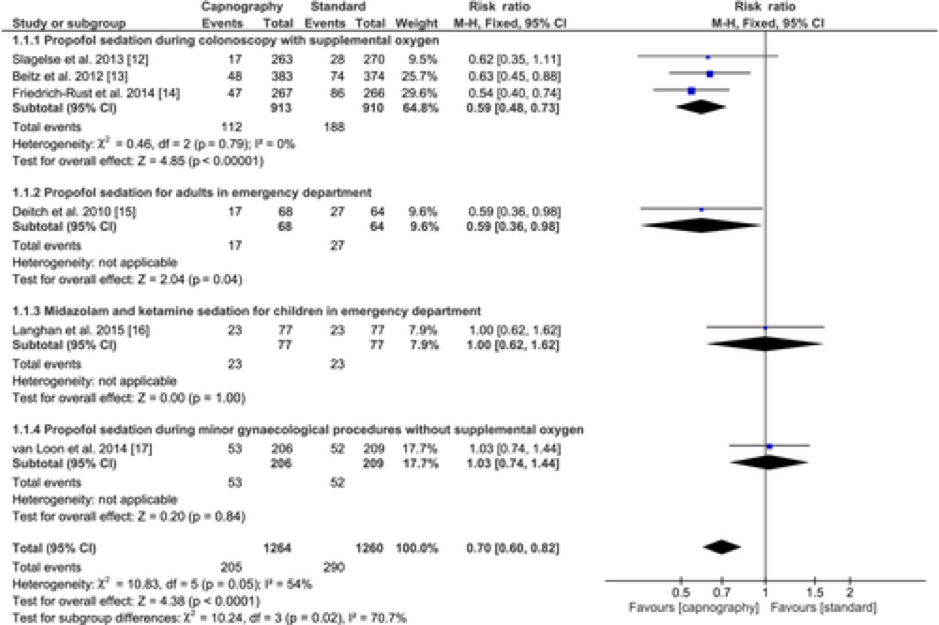 Capnography Standard Risk ratio Risk ratio
Study or subgroup Events Total Events Total Weight M-H, Fixed, 95% CI M-H, Fixed, 95% CI
1.1.1 Propofol sedation during colonoscopy with supplemental oxygen
Slagelse et al. 2013 [12] 17 263 28 270 9.5% 0.62 [0.35, 1.11]
Beitz et al. 2012 [13] 48 383 74 374 25.7% 0.63 [0.45, 0.88]
Friedrich-Rust et al. 2014 [14] 47 267 86 266 29.6% 0.54 [0.40, 0.74]
Subtotal (95% CI) 913 910 64.8% 0.59 [0.48, 0.73]
Total events 112 188
Heterogeneity: χ² = 0.46, df = 2 (p = 0.79); I² = 0%
Test for overall effect: Z = 4.85 (p < 0.00001)
1.1.2 Propofol sedation for adults in emergency department
Deitch et al. 2010 [15] 17 68 27 64 9.6% 0.59 [0.36, 0.98]
Subtotal (95% CI) 68 64 9.6% 0.59 [0.36, 0.98]
Total events 17 27
Heterogeneity: not applicable
Test for overall effect: Z = 2.04 (p = 0.04)
1.1.3 Midazolam and ketamine sedation for children in emergency department
Langhan et al. 2015 [16] 23 77 23 77 7.9% 1.00 [0.62, 1.62]
Subtotal (95% CI) 77 77 7.9% 1.00 [0.62, 1.62]
Total events 23 23
Heterogeneity: not applicable
Test for overall effect: Z = 0.00 (p = 1.00)
1.1.4 Propofol sedation during minor gynaecological procedures without supplemental oxygen
van Loon et al. 2014 [17] 53 206 52 209 17.7% 1.03 [0.74, 1.44]
Subtotal (95% CI) 206 209 17.7% 1.03 [0.74, 1.44]
Total events 53 52
Heterogeneity: not applicable
Test for overall effect: Z = 0.20 (p = 0.84)
Total (95% CI) 1264 1260 100.0% 0.70 [0.60, 0.82]
Total events 205 290
Heterogeneity: χ² = 10.83, df = 5 (p = 0.05); I² = 54%
Test for overall effect: Z = 4.38 (p < 0.0001)
Test for subgroup differences: χ² = 10.24, df = 3 (p = 0.02), I² = 70.7%
0.5 0.7 1 1.5 2
Favours [capnography] Favours [standard]